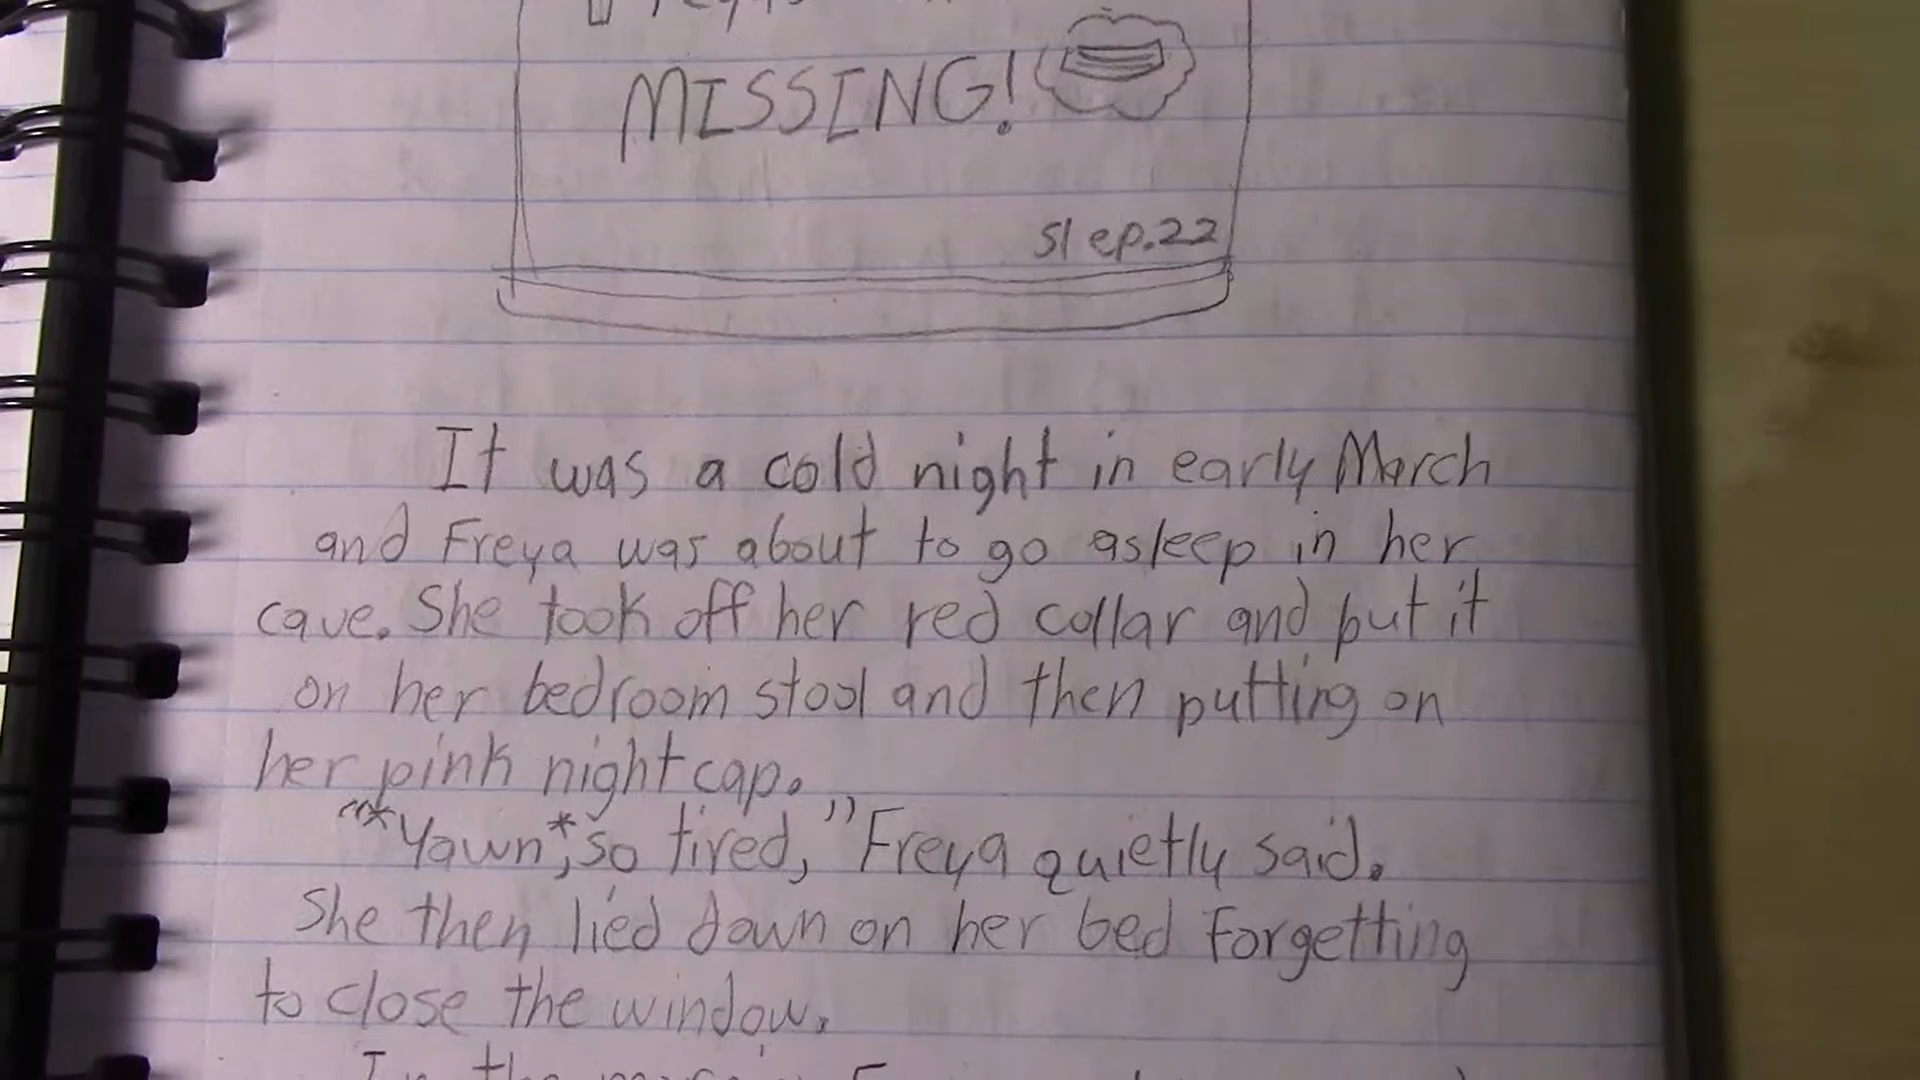 MISSING!
S1 ep.22
It was a cold night in early March
and Freya was about to go asleep in her
cave. She took off her red collar and put it
on her bedroom stool and then putting on
her pink nightcap.
"*Yawn*, so tired," Freya quietly said.
She then lied down on her bed forgetting
to close the window.
In the